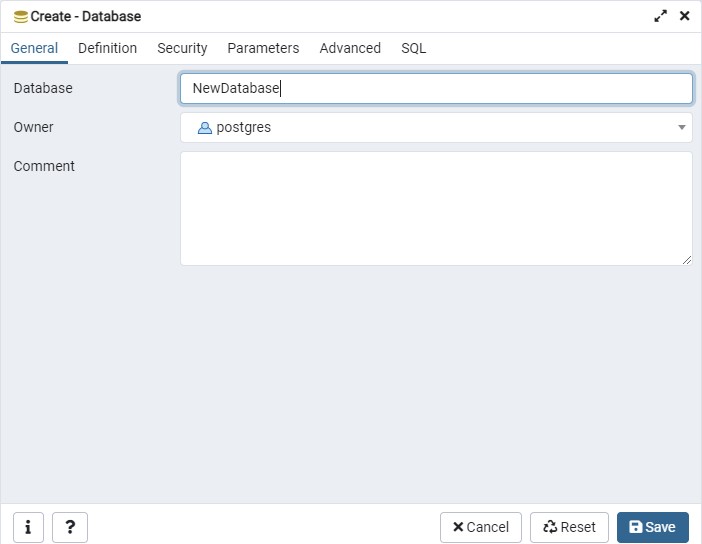 Create - Database
General Definition Security Parameters Advanced SQL
Database NewDatabase
Owner postgres
Comment
i ? Cancel Reset Save